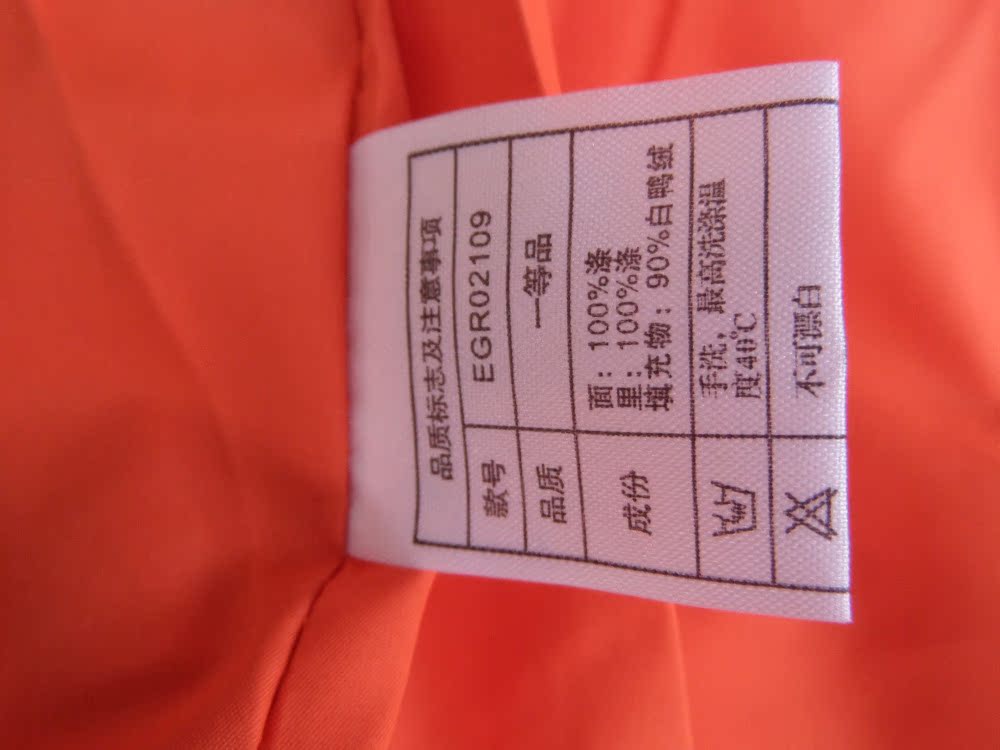 品质标志及注意事项
款号 EGR02109
品质 一等品
成份 面：100%涤
里：100%涤
填充物：90%白鸭绒
手洗，最高洗涤温
度40℃
不可漂白